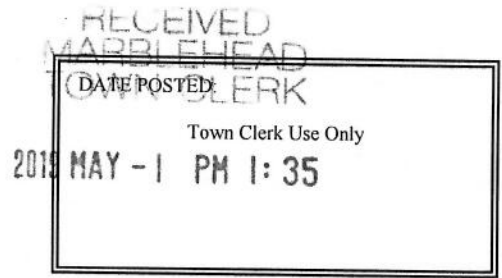 RECEIVED
MARBLEHEAD
TOWN CLERK
DATE POSTED:
Town Clerk Use Only
2019 MAY -1 PM 1:35